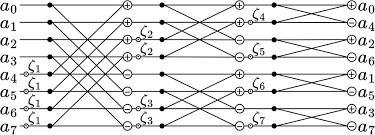 a₀ ⊕ ⊕ ⊕ a₀
a₁ ⊕ ⊕ ζ₄ ⊖ a₄
a₂ ⊕ ζ₂ ⊖ ⊕ a₂
a₃ ⊕ ζ₂ ⊖ ζ₅ ⊖ a₆
a₄ ζ₁ ⊖ ⊕ ⊕ a₁
a₅ ζ₁ ⊖ ⊕ ζ₆ ⊖ a₅
a₆ ζ₁ ⊖ ζ₃ ⊖ ⊕ a₃
a₇ ζ₁ ⊖ ζ₃ ⊖ ζ₇ ⊖ a₇